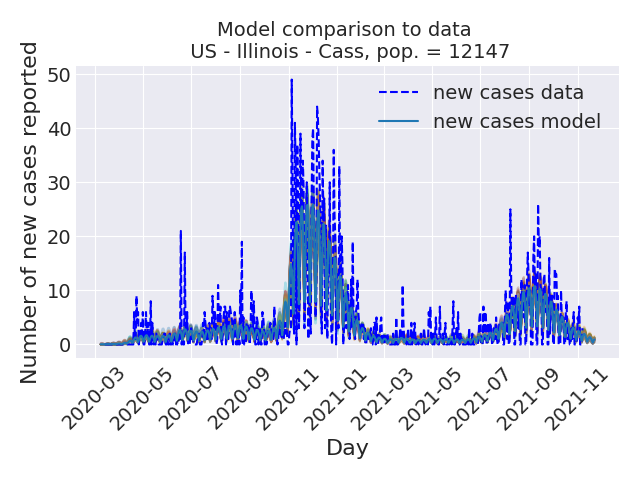 Model comparison to data
US - Illinois - Cass, pop. = 12147
Number of new cases reported
50
40
30
20
10
0
new cases data
new cases model
2020-03
2020-05
2020-07
2020-09
2020-11
2021-01
2021-03
2021-05
2021-07
2021-09
2021-11
Day